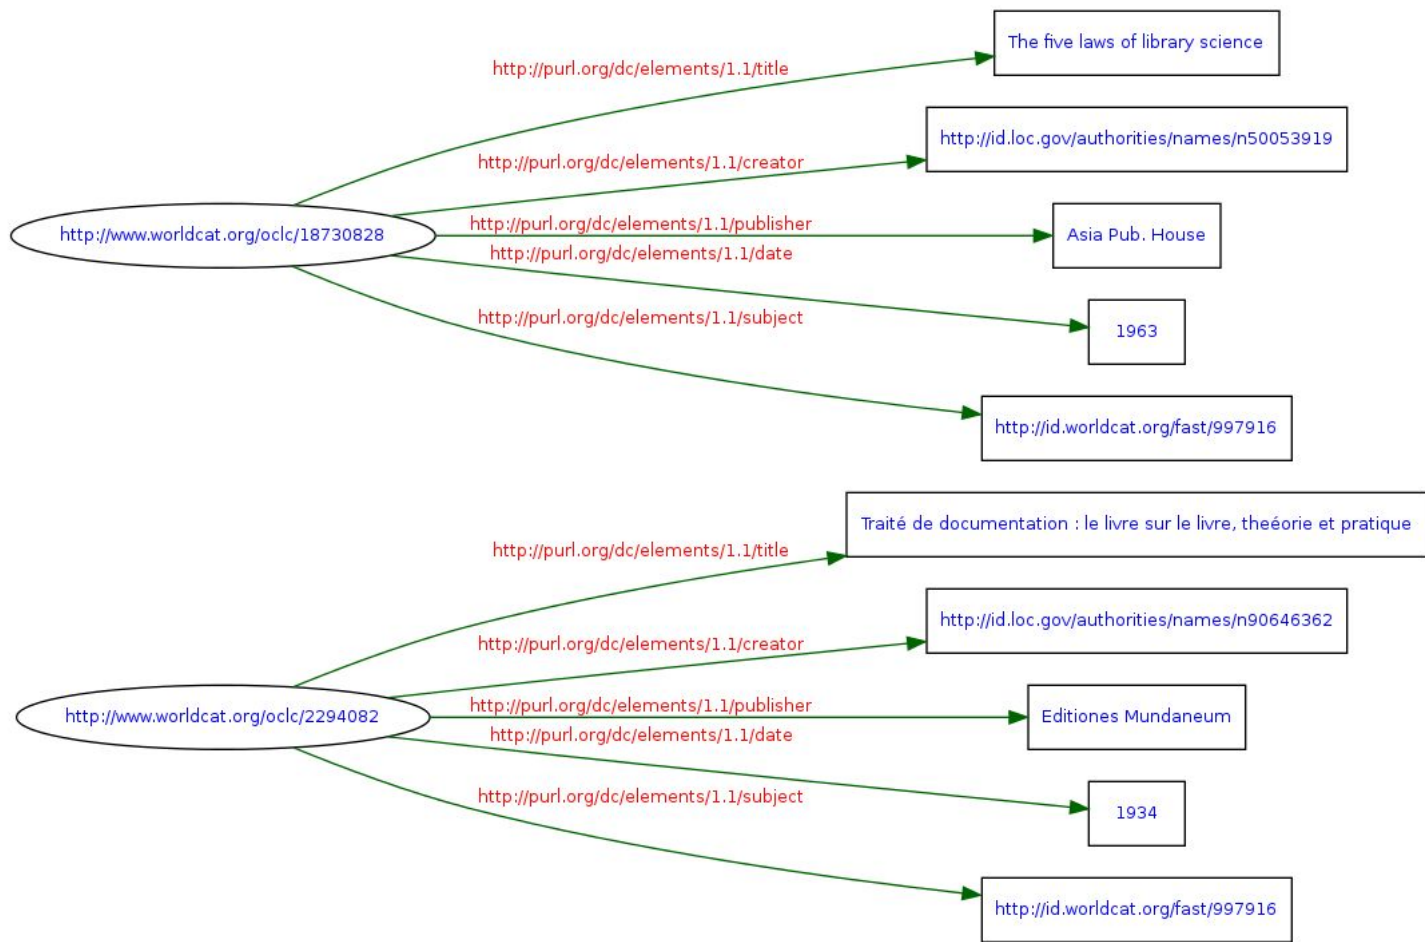 The five laws of library science
http://purl.org/dc/elements/1.1/title
http://id.loc.gov/authorities/names/n50053919
http://purl.org/dc/elements/1.1/creator
http://www.worldcat.org/oclc/18730828
http://purl.org/dc/elements/1.1/publisher
Asia Pub. House
http://purl.org/dc/elements/1.1/date
1963
http://purl.org/dc/elements/1.1/subject
http://id.worldcat.org/fast/997916
Traité de documentation : le livre sur le livre, theéorie et pratique
http://purl.org/dc/elements/1.1/title
http://id.loc.gov/authorities/names/n90646362
http://purl.org/dc/elements/1.1/creator
http://www.worldcat.org/oclc/2294082
http://purl.org/dc/elements/1.1/publisher
Editiones Mundaneum
http://purl.org/dc/elements/1.1/date
1934
http://purl.org/dc/elements/1.1/subject
http://id.worldcat.org/fast/997916